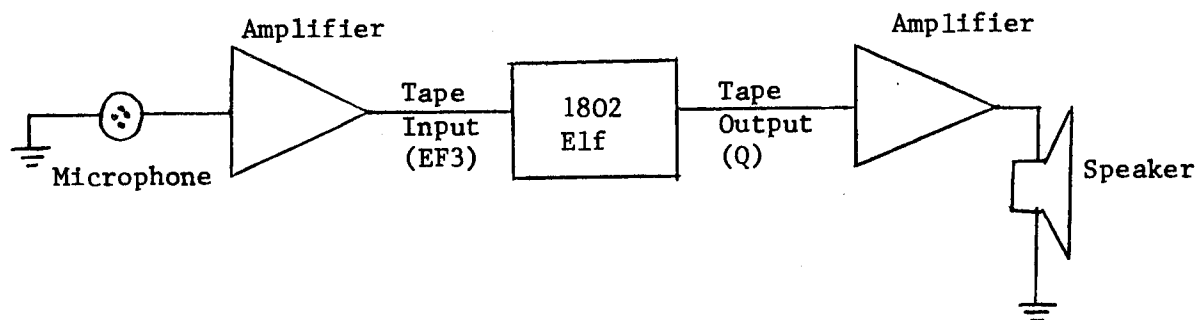 Amplifier
Amplifier
Tape
Input
(EF3)
1802
Elf
Tape
Output
(Q)
Microphone
Speaker